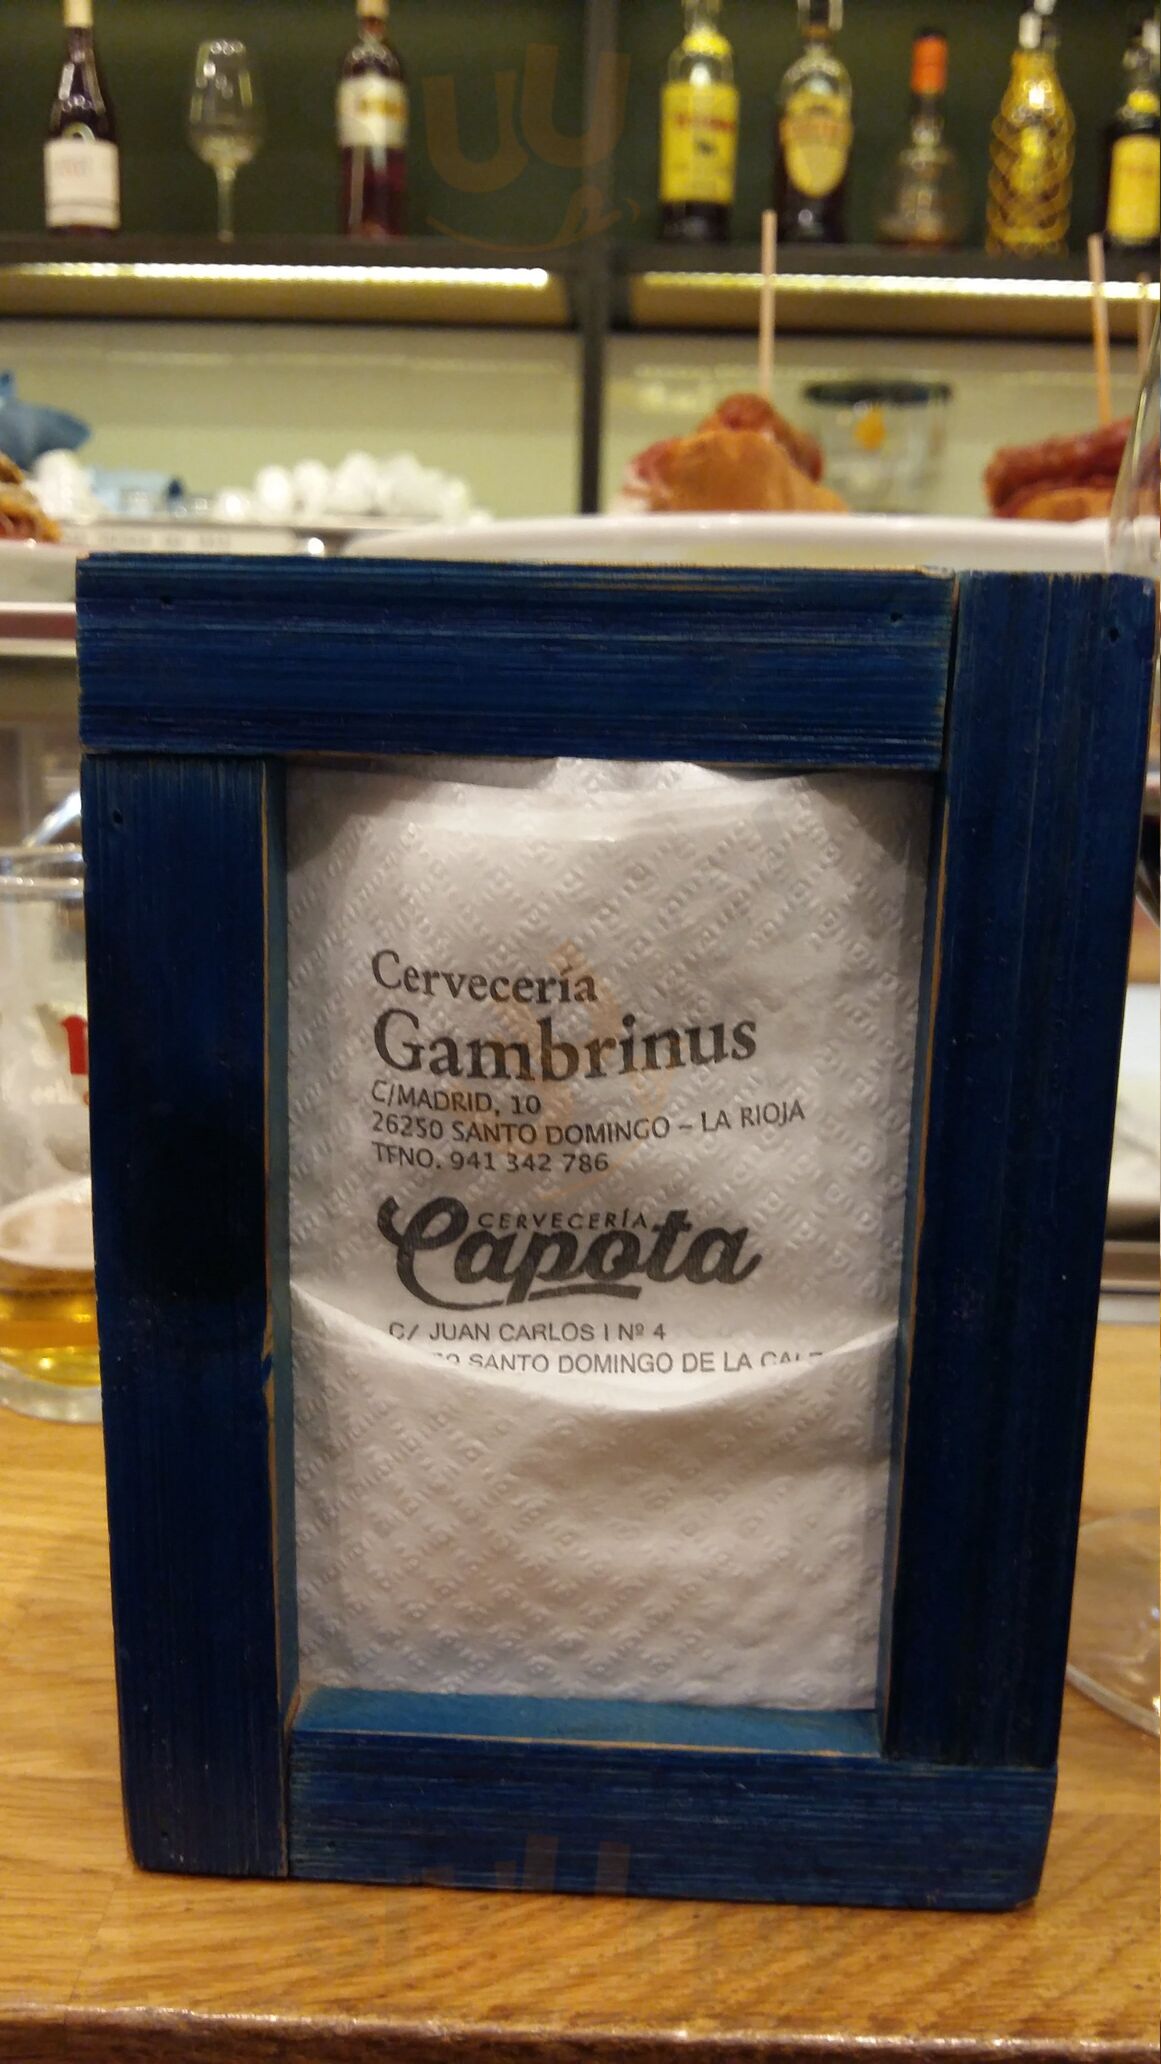 Cervecería
Gambrinus
C/MADRID, 10
26250 SANTO DOMINGO – LA RIOJA
TFNO. 941 342 786
CERVECERÍA
Capota
C/ JUAN CARLOS I Nº 4
SANTO DOMINGO DE LA